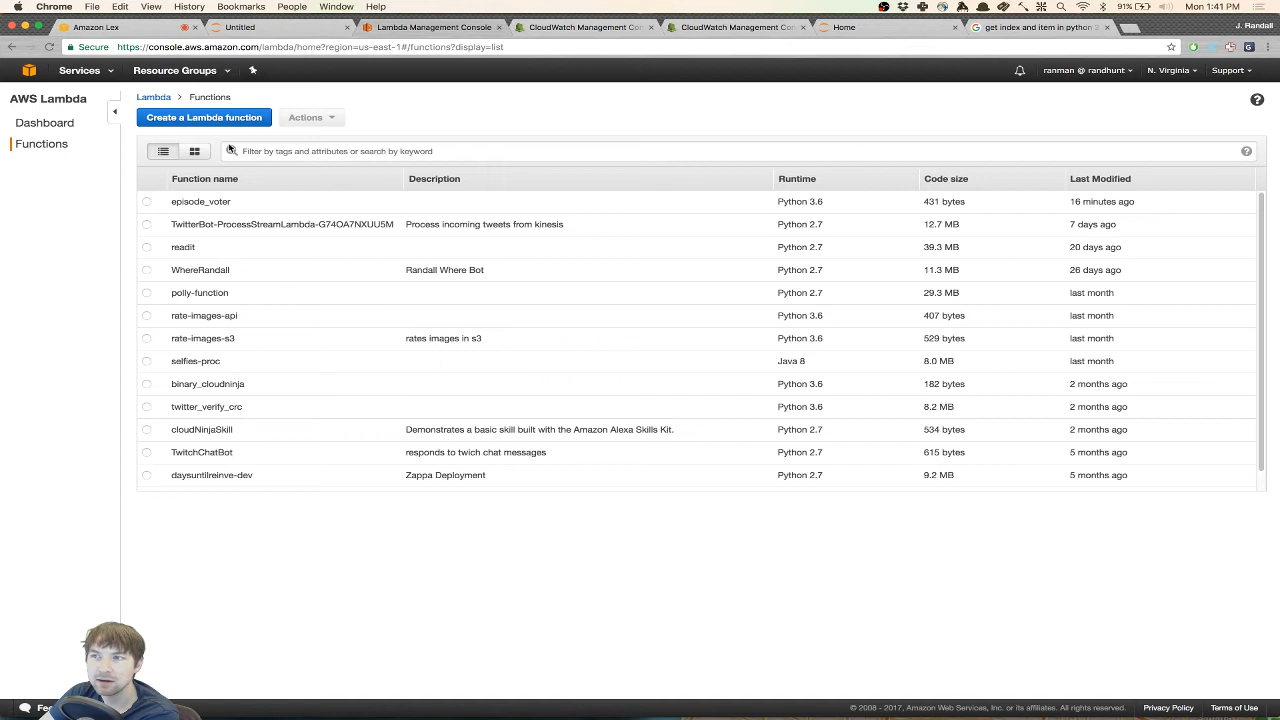 Chrome File Edit View History Bookmarks People Window Help 91% Mon 1:41 PM
Amazon Lex Untitled Lambda Management Console CloudWatch Management Con CloudWatch Management Con Home get index and item in python J. Randall
Secure https://console.aws.amazon.com/lambda/home?region=us-east-1#/functions?display=list
Services Resource Groups ranman @ randhunt N. Virginia Support
AWS Lambda
Dashboard
Functions
Lambda > Functions
Create a Lambda function Actions
Filter by tags and attributes or search by keyword
Function name Description Runtime Code size Last Modified
episode_voter Python 3.6 431 bytes 16 minutes ago
TwitterBot-ProcessStreamLambda-G74OA7NXUU5M Process incoming tweets from kinesis Python 2.7 12.7 MB 7 days ago
readit Python 2.7 39.3 MB 20 days ago
WhereRandall Randall Where Bot Python 2.7 11.3 MB 26 days ago
polly-function Python 2.7 29.3 MB last month
rate-images-api Python 3.6 407 bytes last month
rate-images-s3 rates images in s3 Python 3.6 529 bytes last month
selfies-proc Java 8 8.0 MB last month
binary_cloudninja Python 3.6 182 bytes 2 months ago
twitter_verify_crc Python 3.6 8.2 MB 2 months ago
cloudNinjaSkill Demonstrates a basic skill built with the Amazon Alexa Skills Kit. Python 2.7 534 bytes 2 months ago
TwitchChatBot responds to twich chat messages Python 2.7 615 bytes 5 months ago
daysuntilreinve-dev Zappa Deployment Python 2.7 9.2 MB 5 months ago
© 2008 - 2017, Amazon Web Services, Inc. or its affiliates. All rights reserved. Privacy Policy Terms of Use